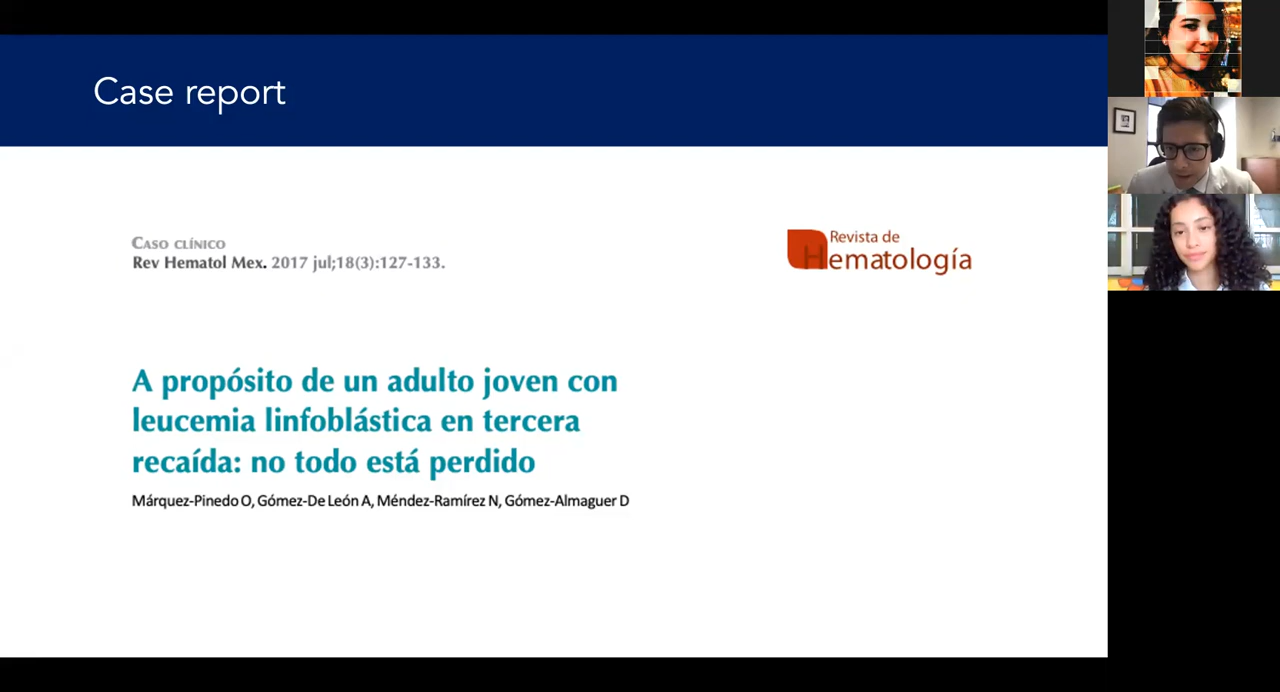 Case report
CASO CLÍNICO
Rev Hematol Mex. 2017 jul;18(3):127-133.
Revista de
Hematología
A propósito de un adulto joven con
leucemia linfoblástica en tercera
recaída: no todo está perdido
Márquez-Pinedo O, Gómez-De León A, Méndez-Ramírez N, Gómez-Almaguer D